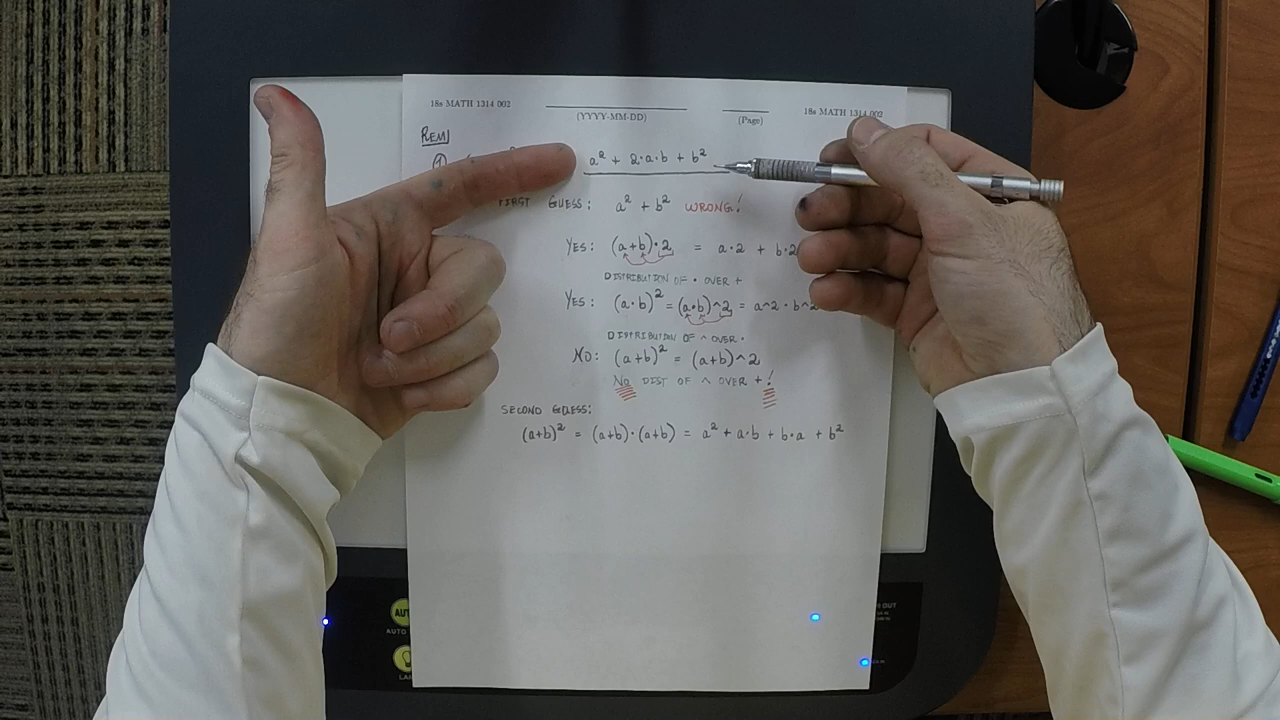 18s MATH 1314 002 (YYYY-MM-DD) (Page) 18s MATH 1314 002
REM
a² + 2·a·b + b²
FIRST GUESS: a² + b² WRONG!
YES: (a+b)·2 = a·2 + b·2
DISTRIBUTION OF · OVER +
YES: (a·b)² = (a·b)^2 = a^2 · b^2
DISTRIBUTION OF ^ OVER ·
NO: (a+b)² = (a+b)^2
NO DIST OF ^ OVER +!
SECOND GUESS:
(a+b)² = (a+b)·(a+b) = a² + a·b + b·a + b²
AUTO
OUT